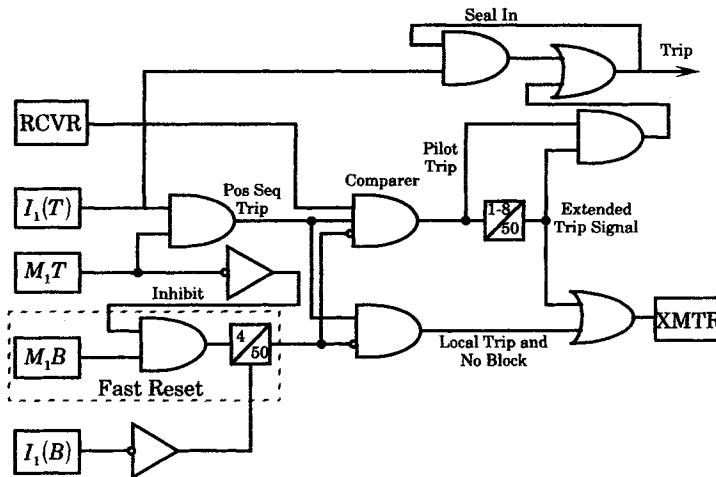 Seal In
Trip
RCVR
Pilot
Trip
Comparer
I₁(T)
Pos Seq
Trip
1-8
50
Extended
Trip Signal
M₁T
Inhibit
M₁B
4
50
XMTR
Local Trip and
No Block
Fast Reset
I₁(B)